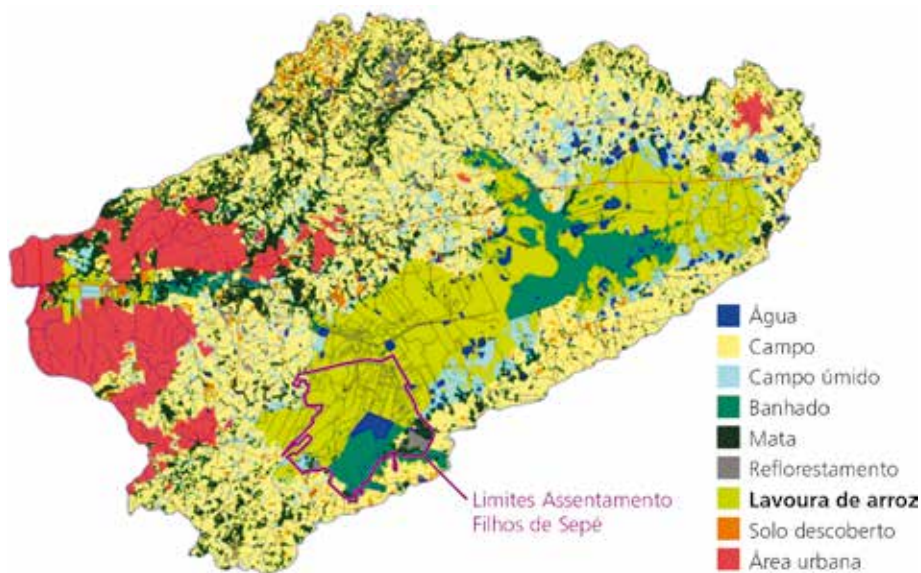 Água
Campo
Campo úmido
Banhado
Mata
Reflorestamento
Lavoura de arroz
Solo descoberto
Área urbana
Limites Assentamento
Filhos de Sepé